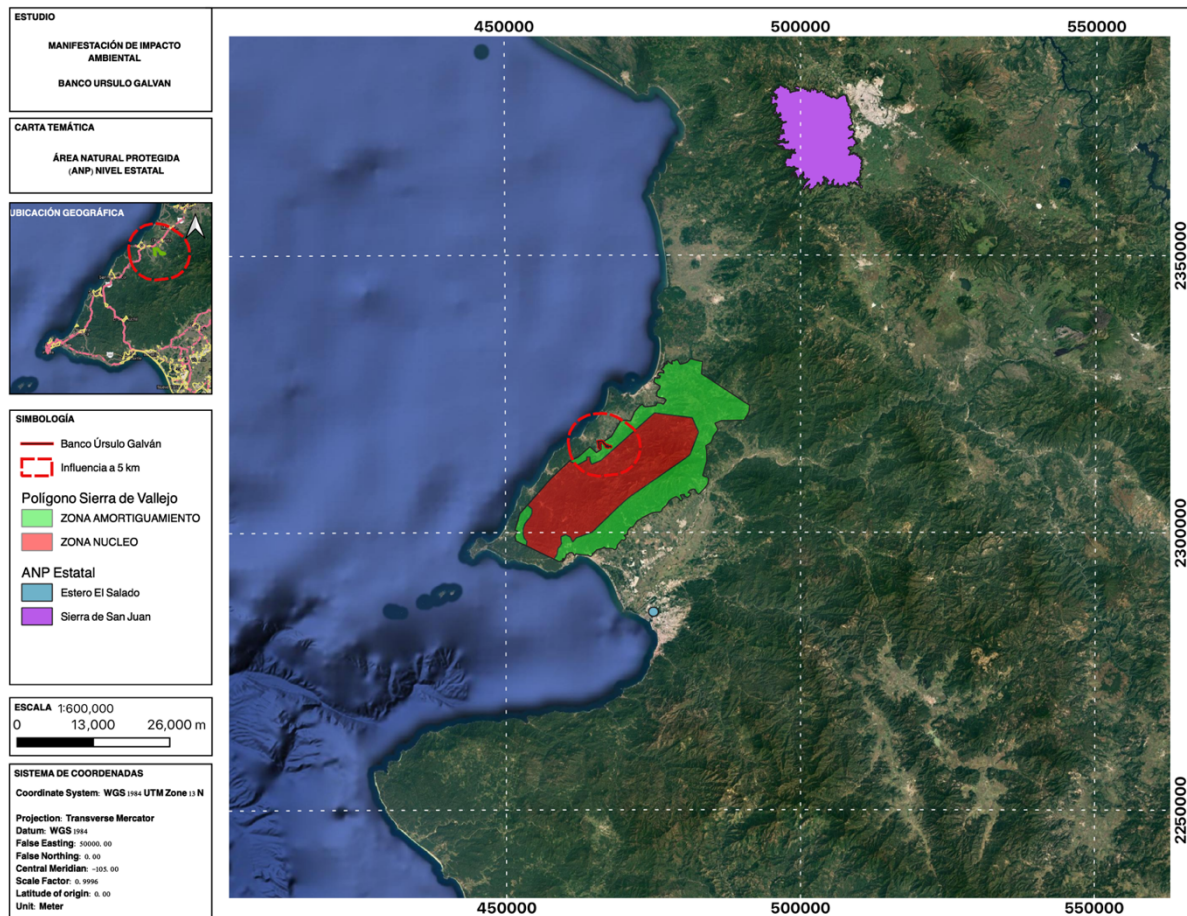 ESTUDIO
MANIFESTACIÓN DE IMPACTO
AMBIENTAL
BANCO URSULO GALVAN
CARTA TEMÁTICA
ÁREA NATURAL PROTEGIDA
(ANP) NIVEL ESTATAL
UBICACIÓN GEOGRÁFICA
SIMBOLOGÍA
Banco Úrsulo Galván
Influencia a 5 km
Polígono Sierra de Vallejo
ZONA AMORTIGUAMIENTO
ZONA NUCLEO
ANP Estatal
Estero El Salado
Sierra de San Juan
ESCALA 1:600,000
0 13,000 26,000 m
SISTEMA DE COORDENADAS
Coordinate System: WGS 1984 UTM Zone 13 N
Projection: Transverse Mercator
Datum: WGS 1984
False Easting: 50000. 00
False Northing: 0. 00
Central Meridian: -105. 00
Scale Factor: 0. 9996
Latitude of origin: 0. 00
Unit: Meter
450000 500000 550000
2350000
2300000
2250000
450000 500000 550000